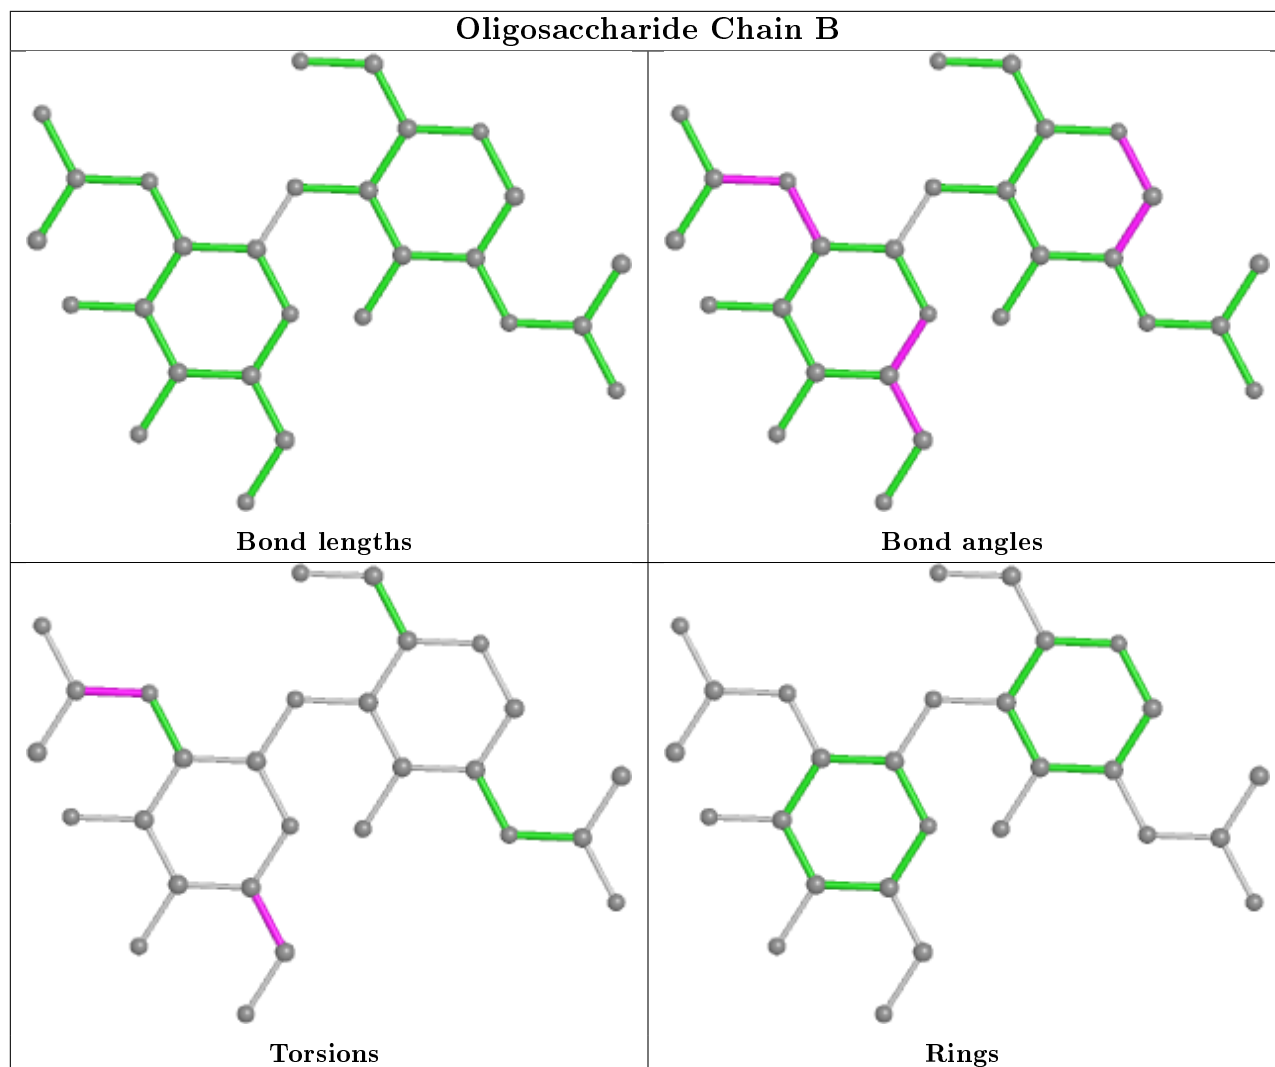 Oligosaccharide Chain B
Bond lengths
Bond angles
Torsions
Rings